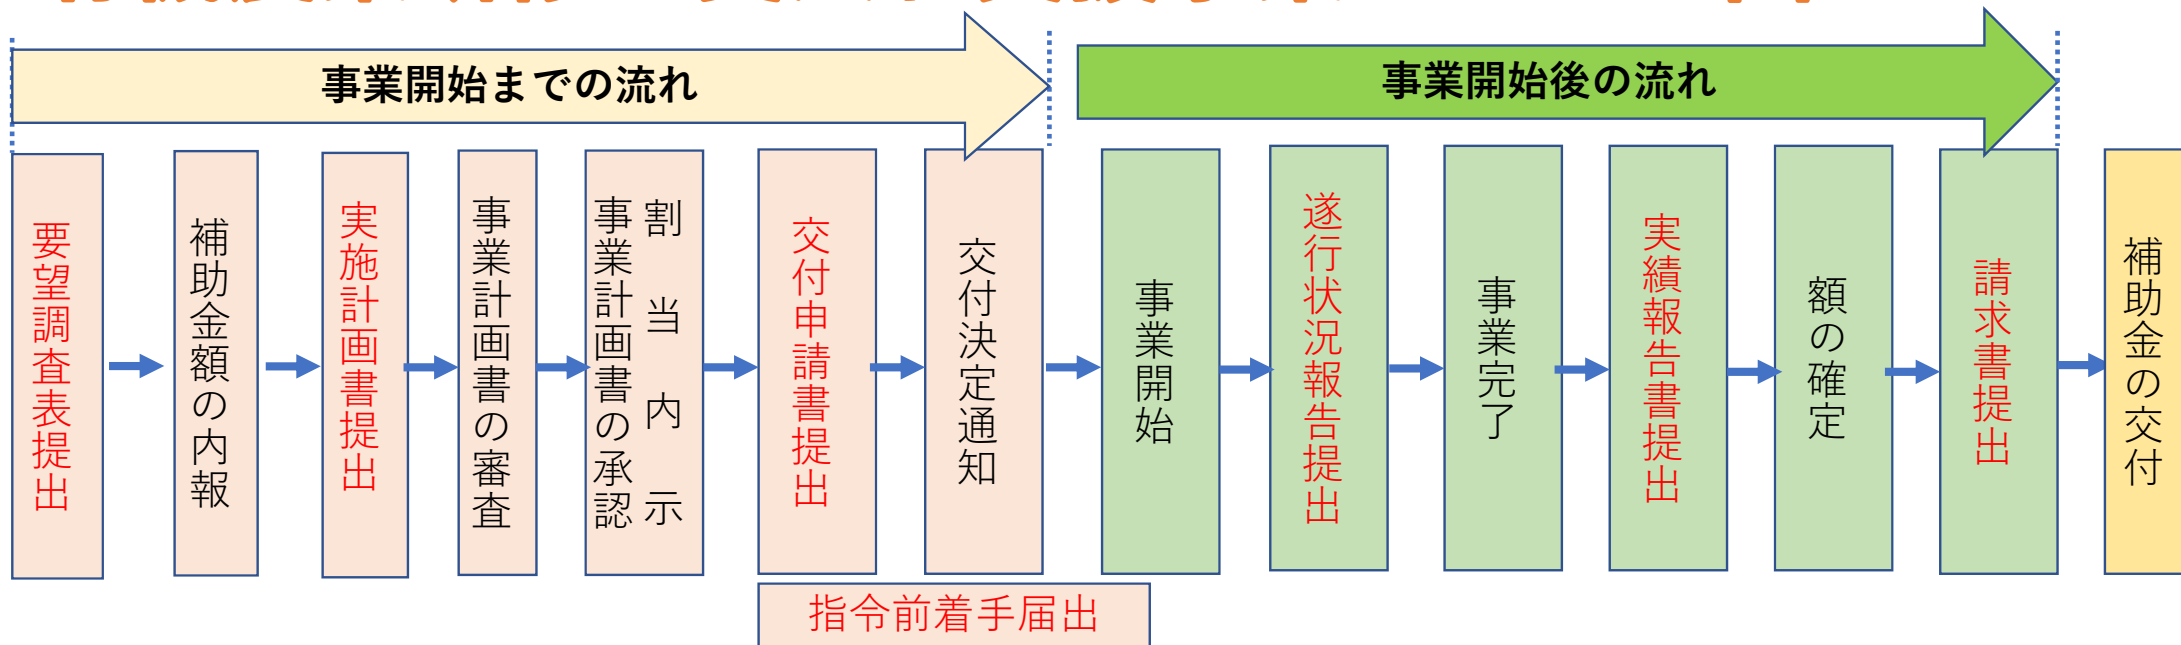 事業開始までの流れ
事業開始後の流れ
要望調査表提出
補助金額の内報
実施計画書提出
事業計画書の審査
割当内示
事業計画書の承認
交付申請書提出
交付決定通知
事業開始
遂行状況報告提出
事業完了
実績報告書提出
額の確定
請求書提出
補助金の交付
指令前着手届出